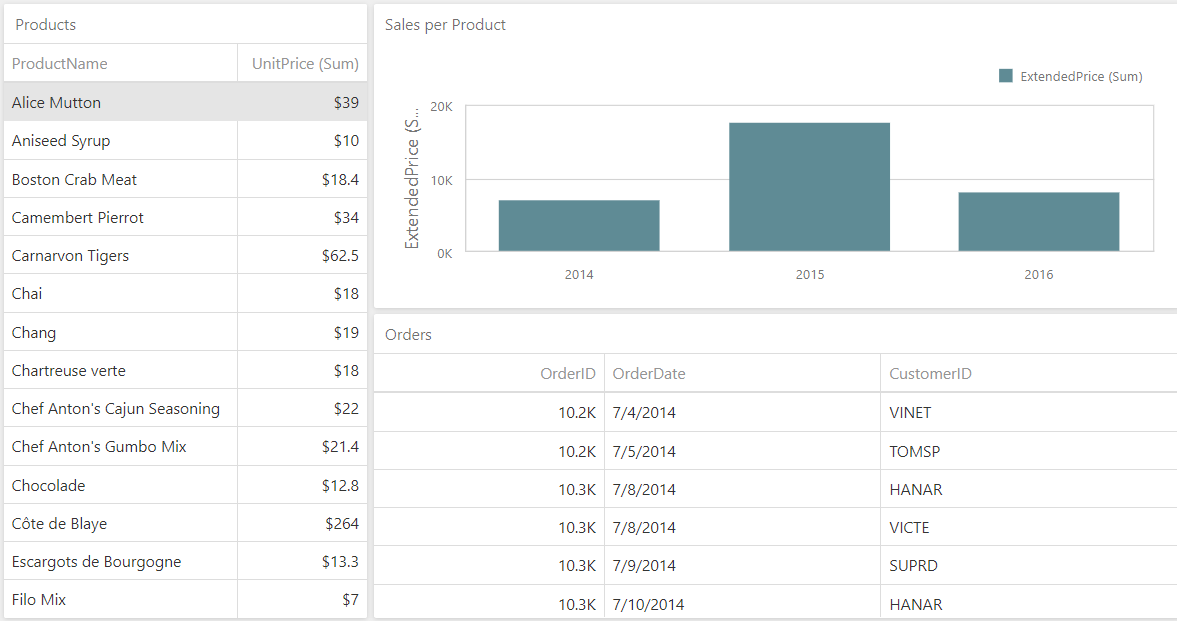 Products
ProductName UnitPrice (Sum)
Alice Mutton $39
Aniseed Syrup $10
Boston Crab Meat $18.4
Camembert Pierrot $34
Carnarvon Tigers $62.5
Chai $18
Chang $19
Chartreuse verte $18
Chef Anton's Cajun Seasoning $22
Chef Anton's Gumbo Mix $21.4
Chocolade $12.8
Côte de Blaye $264
Escargots de Bourgogne $13.3
Filo Mix $7
Sales per Product
ExtendedPrice (Sum)
ExtendedPrice (S...
20K
10K
0K
2014 2015 2016
Orders
OrderID OrderDate CustomerID
10.2K 7/4/2014 VINET
10.2K 7/5/2014 TOMSP
10.3K 7/8/2014 HANAR
10.3K 7/8/2014 VICTE
10.3K 7/9/2014 SUPRD
10.3K 7/10/2014 HANAR